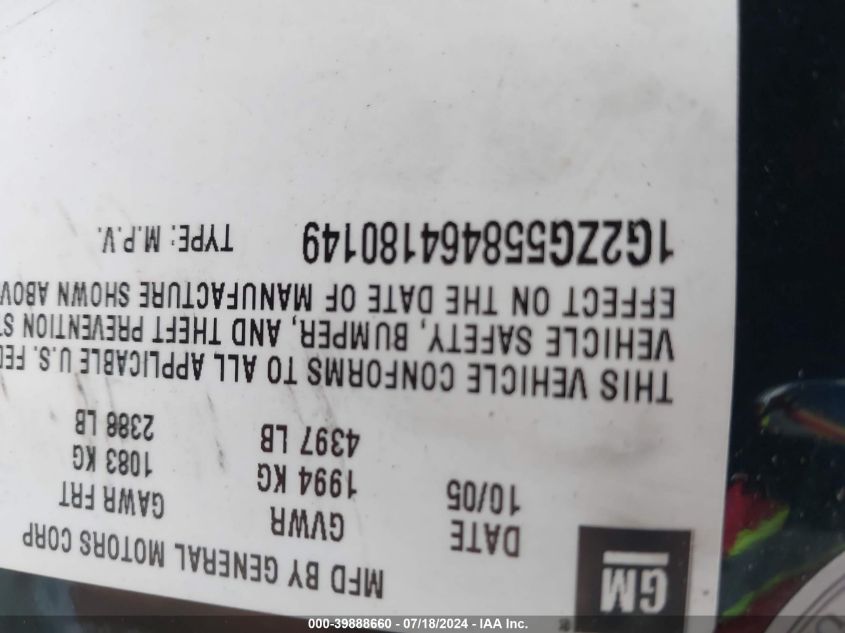 GM
MFD BY GENERAL MOTORS CORP
DATE GVWR GAWR FRT
10/05 1994 KG 1083 KG
4397 LB 2388 LB
THIS VEHICLE CONFORMS TO ALL APPLICABLE U.S. FED
VEHICLE SAFETY, BUMPER, AND THEFT PREVENTION ST
EFFECT ON THE DATE OF MANUFACTURE SHOWN ABOV
1G2ZG558464180149 TYPE: M.P.V.
000-39888660 - 07/18/2024 - IAA Inc.